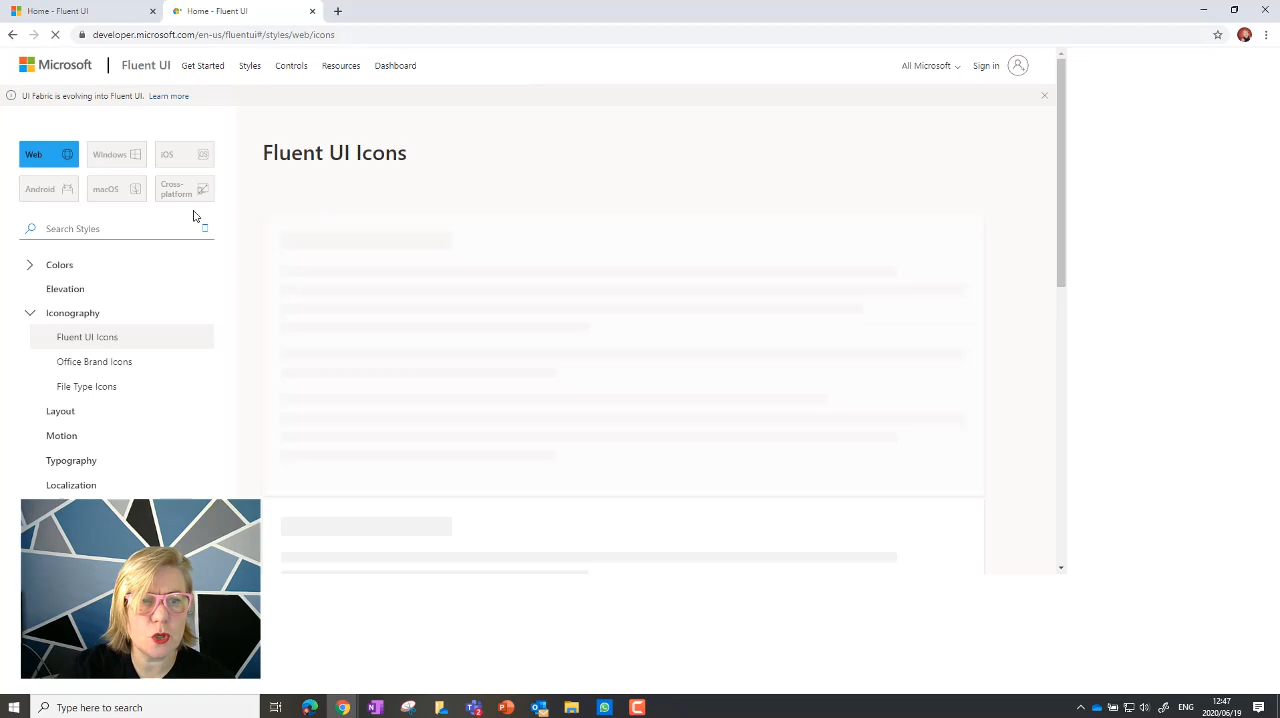 Home - Fluent UI
Home - Fluent UI
developer.microsoft.com/en-us/fluentui#/styles/web/icons
Microsoft
Fluent UI
Get Started
Styles
Controls
Resources
Dashboard
All Microsoft
Sign in
UI Fabric is evolving into Fluent UI. Learn more
Web
Windows
iOS
Android
macOS
Cross-
platform
Search Styles
Colors
Elevation
Iconography
Fluent UI Icons
Office Brand Icons
File Type Icons
Layout
Motion
Typography
Localization
Fluent UI Icons
Type here to search
ENG
12:47
2020/06/19